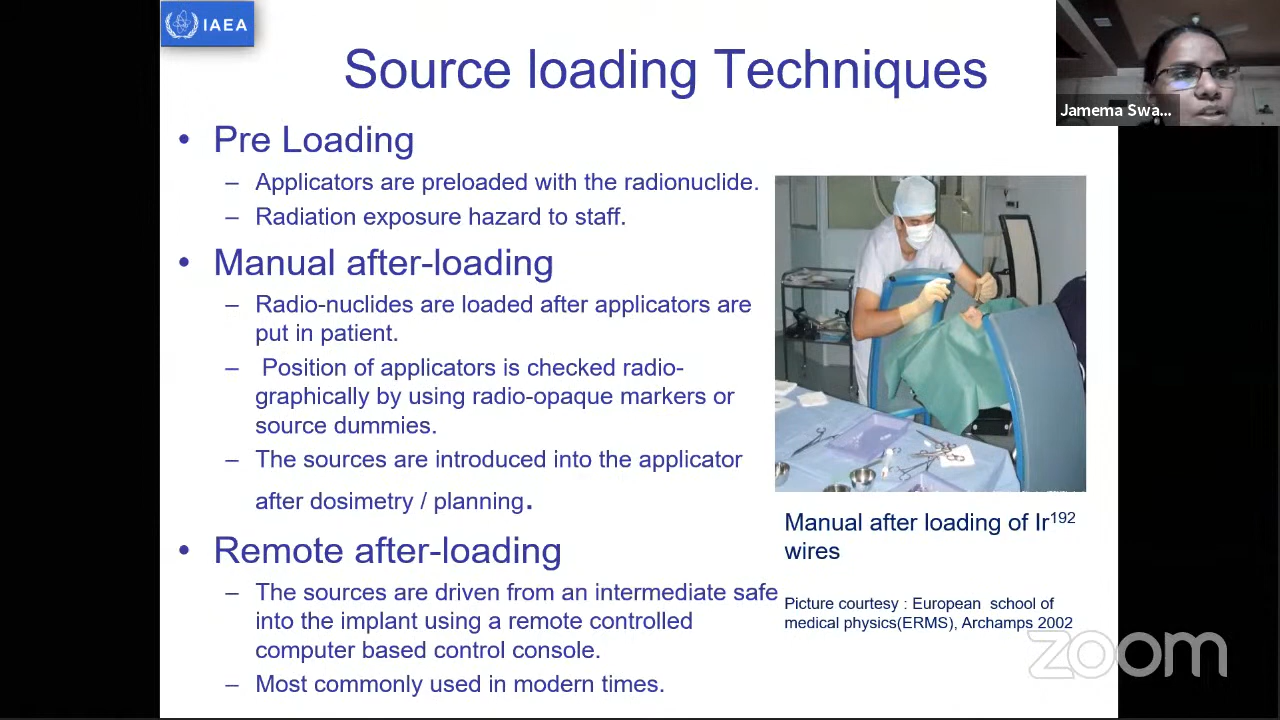 IAEA
Source loading Techniques
Jamema Swa...
• Pre Loading
– Applicators are preloaded with the radionuclide.
– Radiation exposure hazard to staff.
• Manual after-loading
– Radio-nuclides are loaded after applicators are
put in patient.
– Position of applicators is checked radio-
graphically by using radio-opaque markers or
source dummies.
– The sources are introduced into the applicator
after dosimetry / planning.
• Remote after-loading
– The sources are driven from an intermediate safe
into the implant using a remote controlled
computer based control console.
– Most commonly used in modern times.
Manual after loading of Ir¹⁹²
wires
Picture courtesy : European school of
medical physics(ERMS), Archamps 2002
zoom